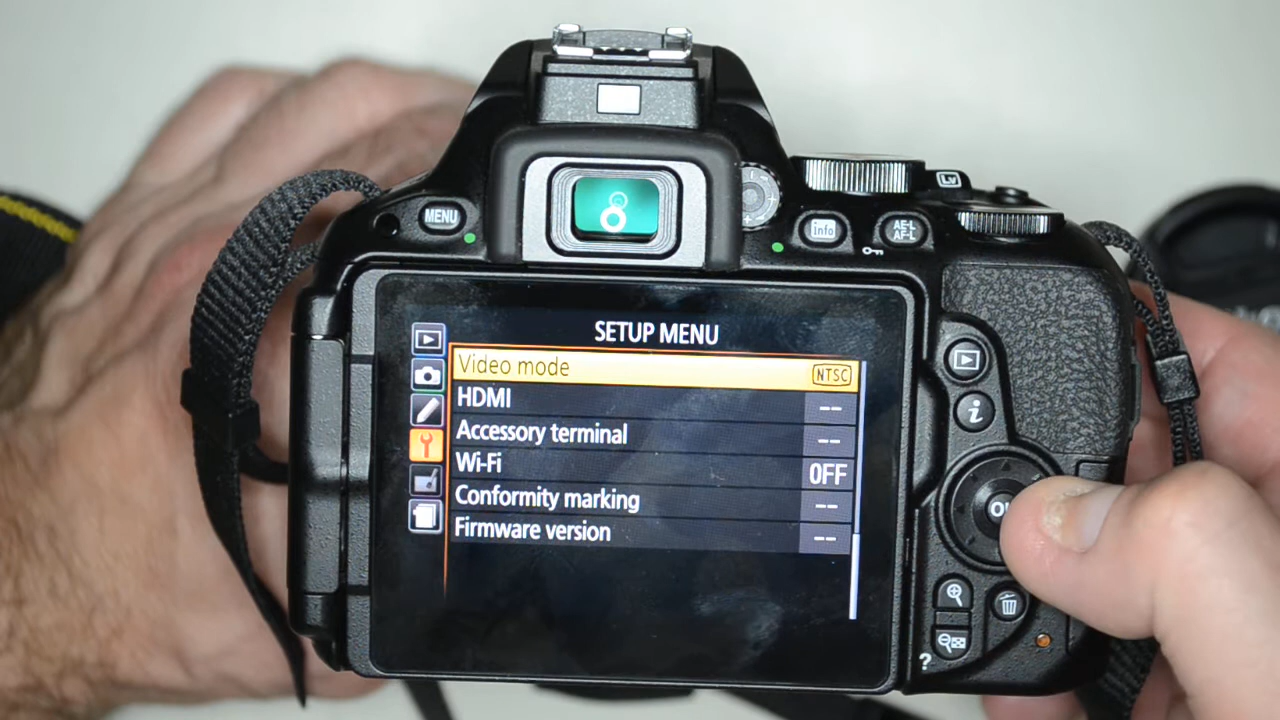 MENU
Lv
info
AE-L
AF-L
SETUP MENU
Video mode NTSC
HDMI --
Accessory terminal --
Wi-Fi OFF
Conformity marking --
Firmware version --
i
?